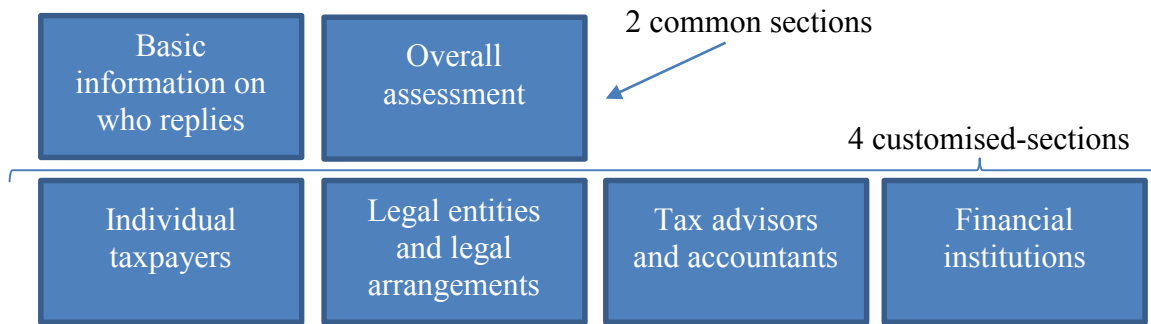 Basic
information on
who replies
Overall
assessment
2 common sections
4 customised-sections
Individual
taxpayers
Legal entities
and legal
arrangements
Tax advisors
and accountants
Financial
institutions